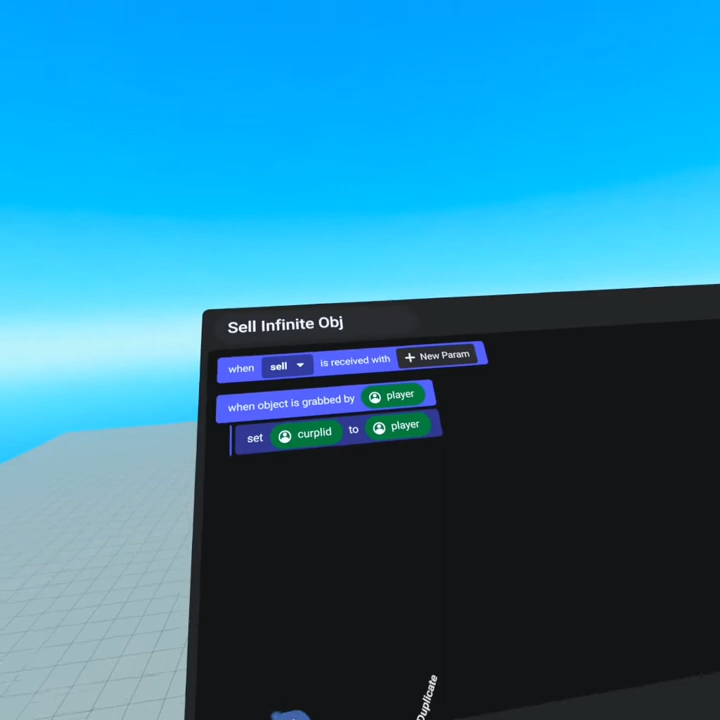 Sell Infinite Obj
when sell is received with + New Param
when object is grabbed by player
set curplid to player
Duplicate